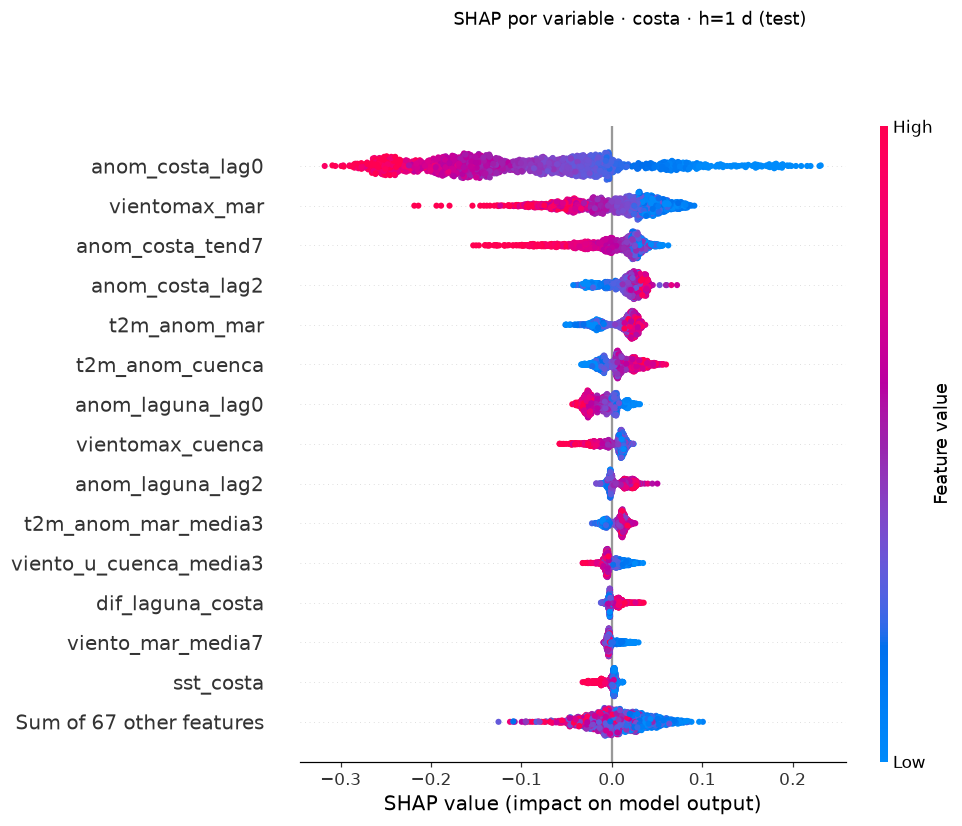 SHAP por variable · costa · h=1 d (test)
High
anom_costa_lag0
vientomax_mar
anom_costa_tend7
anom_costa_lag2
t2m_anom_mar
t2m_anom_cuenca
anom_laguna_lag0
vientomax_cuenca
anom_laguna_lag2
t2m_anom_mar_media3
viento_u_cuenca_media3
dif_laguna_costa
viento_mar_media7
sst_costa
Sum of 67 other features
Feature value
Low
−0.3 −0.2 −0.1 0.0 0.1 0.2
SHAP value (impact on model output)